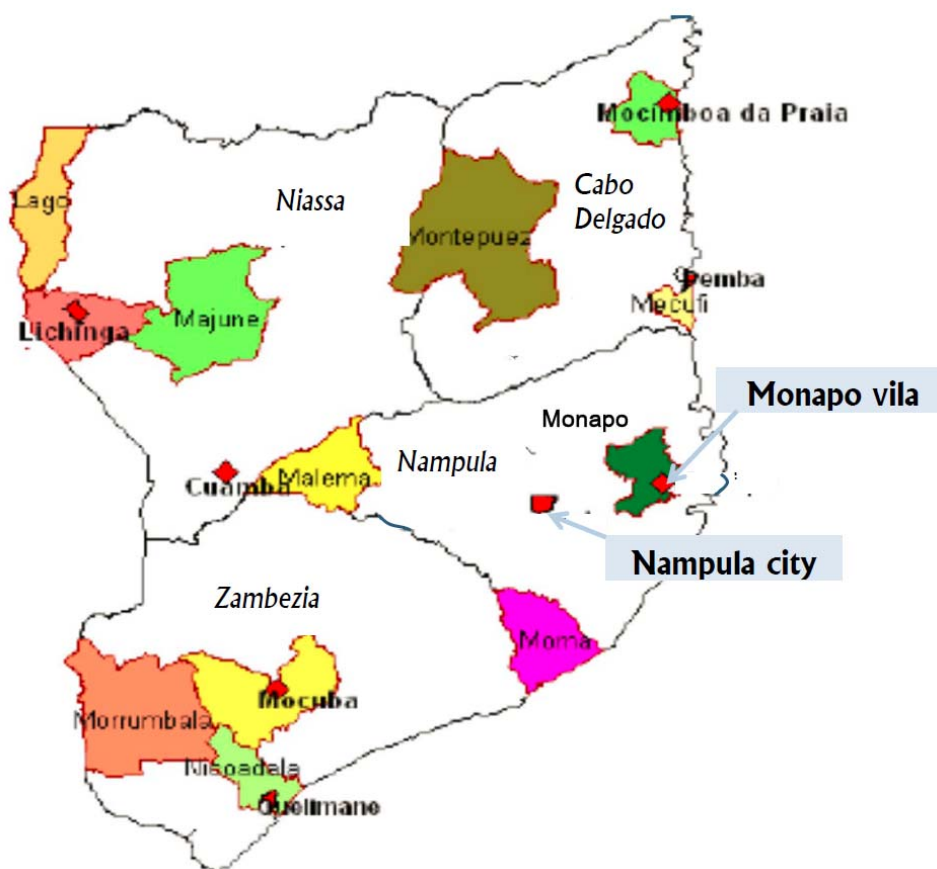 Mocimboa da Praia
Niassa
Cabo
Delgado
Lago
Montepuez
Pemba
Mecufi
Majune
Lichinga
Monapo vila
Monapo
Nampula
Malema
Cuamba
Nampula city
Zambezia
Moma
Mocuba
Morrumbala
Nicoadala
Quelimane